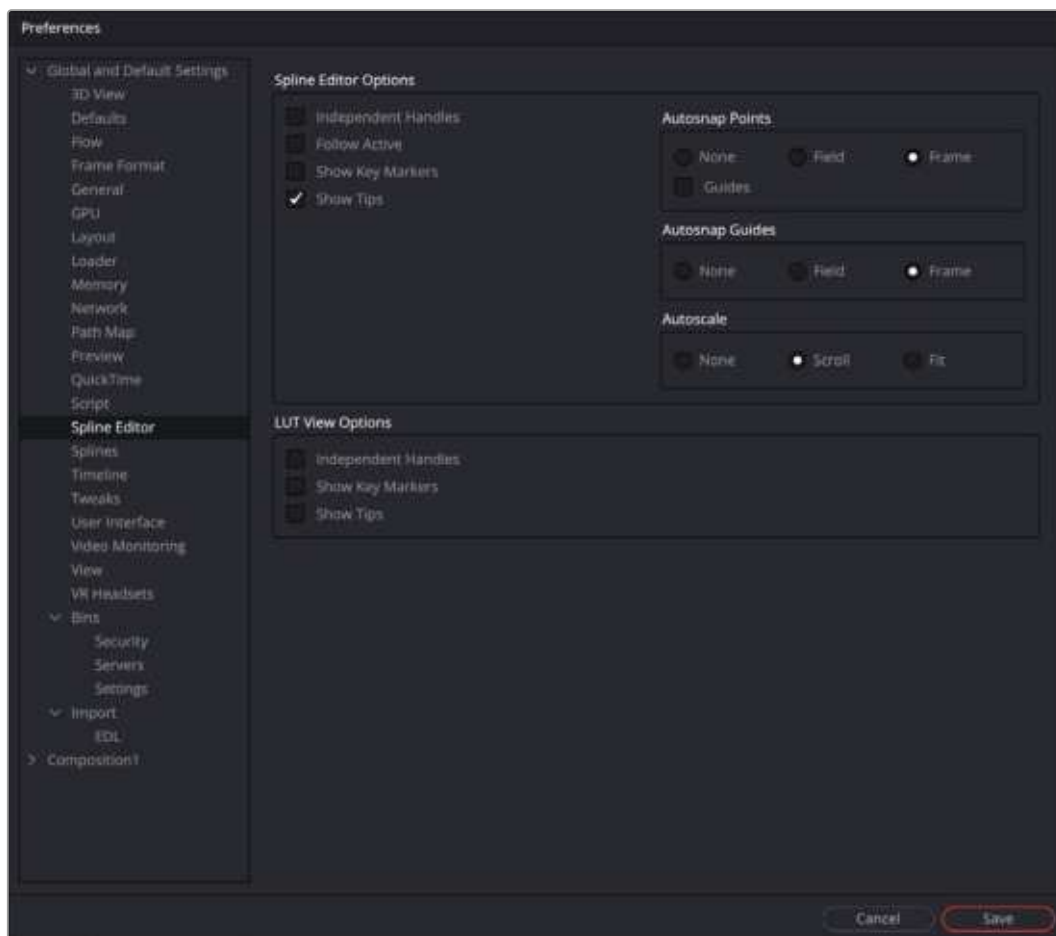 Preferences
Global and Default Settings
3D View
Defaults
Flow
Frame Format
General
GPU
Layout
Loader
Memory
Network
Path Map
Preview
QuickTime
Script
Spline Editor
Splines
Timeline
Tweaks
User Interface
Video Monitoring
View
VR Headsets
Bins
Security
Servers
Settings
Import
EDL
Composition1
Spline Editor Options
Independent Handles
Follow Active
Show Key Markers
Show Tips
Autosnap Points
None Field Frame
Guides
Autosnap Guides
None Field Frame
Autoscale
None Scroll Fit
LUT View Options
Independent Handles
Show Key Markers
Show Tips
Cancel Save